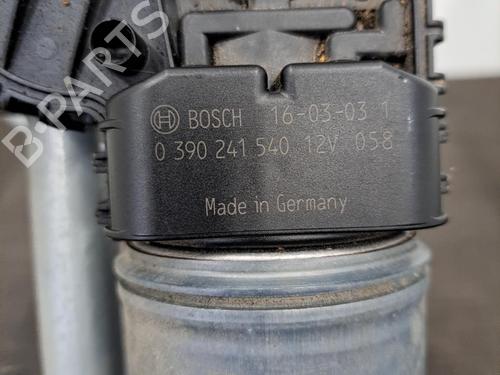 BOSCH 16-03-03 1
0 390 241 540 12V 058
Made in Germany
B-PARTS